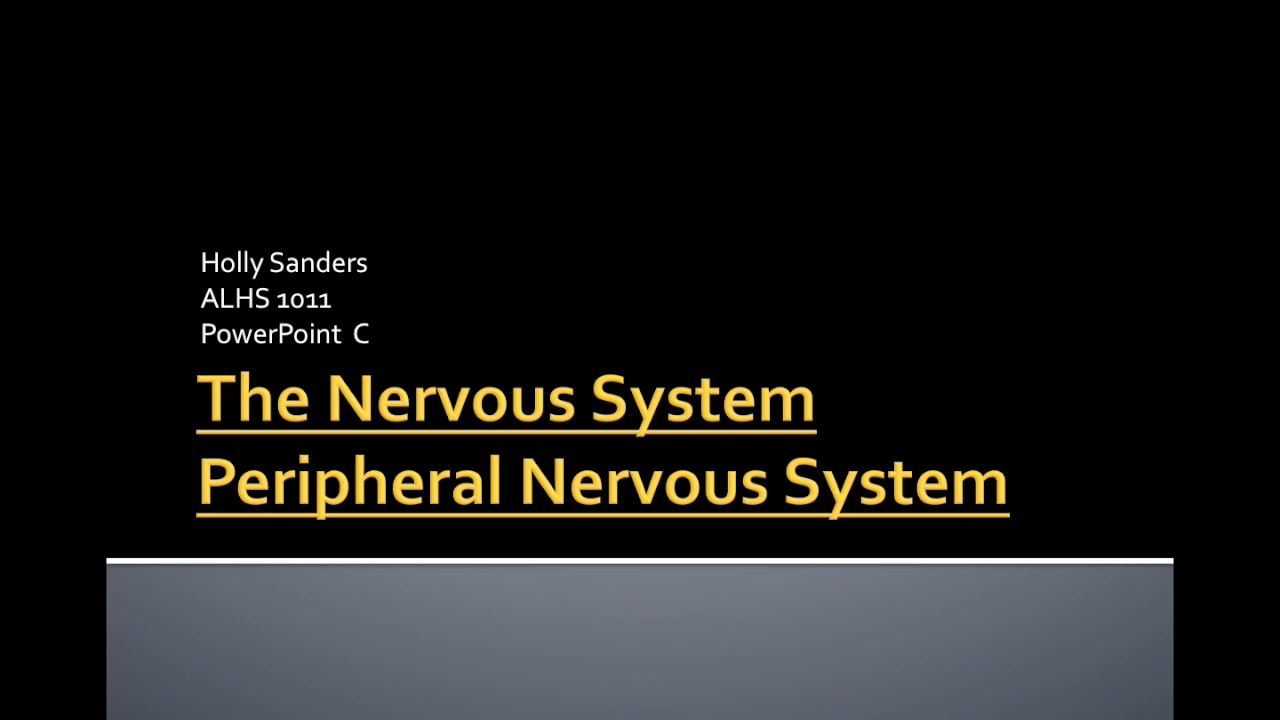 Holly Sanders
ALHS 1011
PowerPoint C
The Nervous System
Peripheral Nervous System